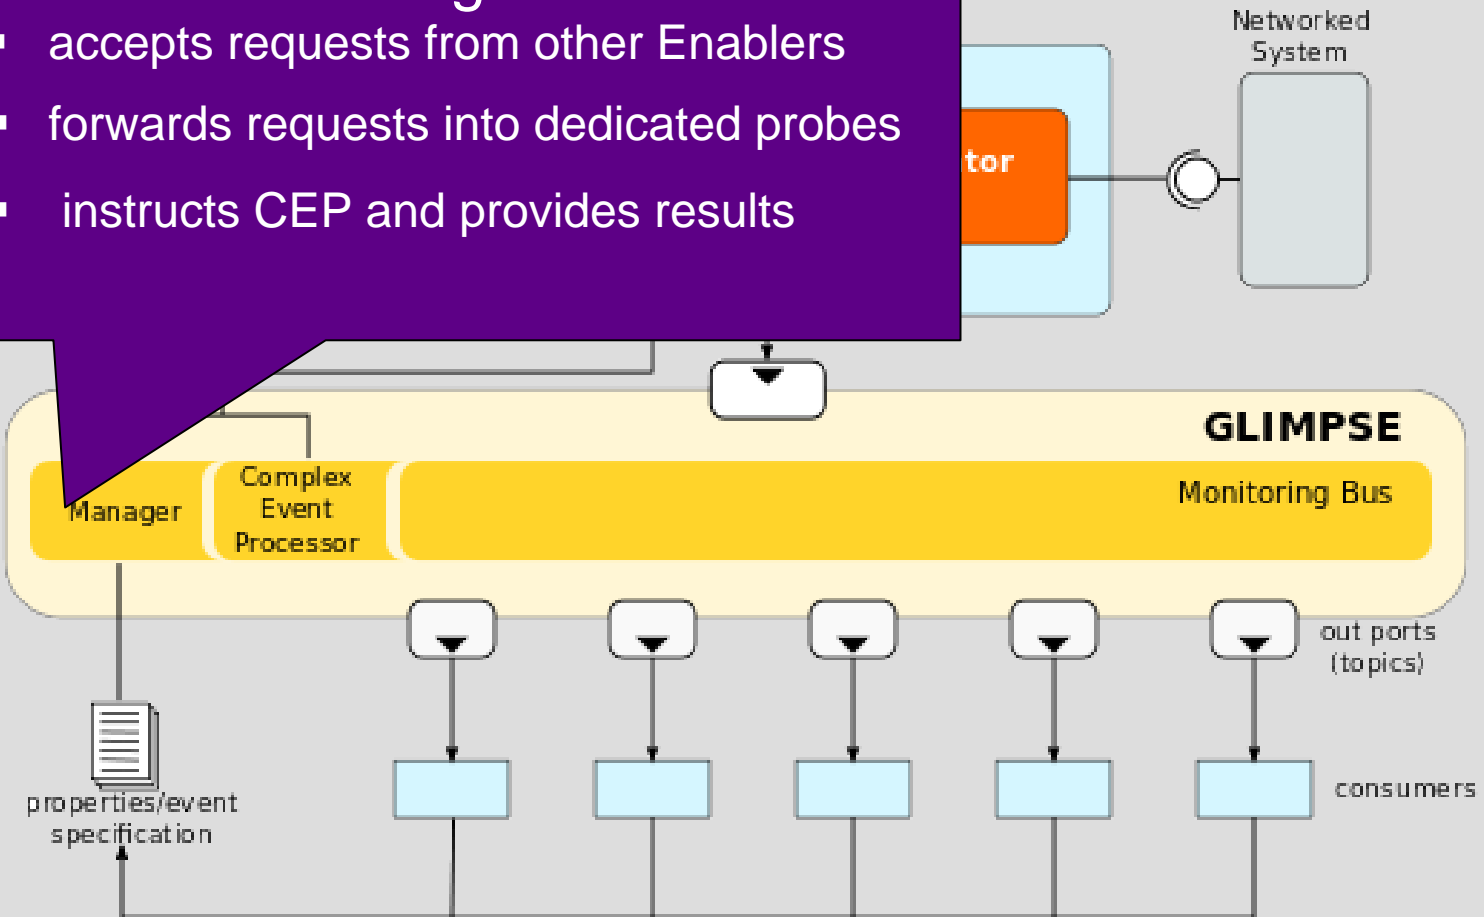 accepts requests from other Enablers
forwards requests into dedicated probes
instructs CEP and provides results
Networked
System
GLIMPSE
Manager
Complex
Event
Processor
Monitoring Bus
out ports
(topics)
consumers
properties/event
specification